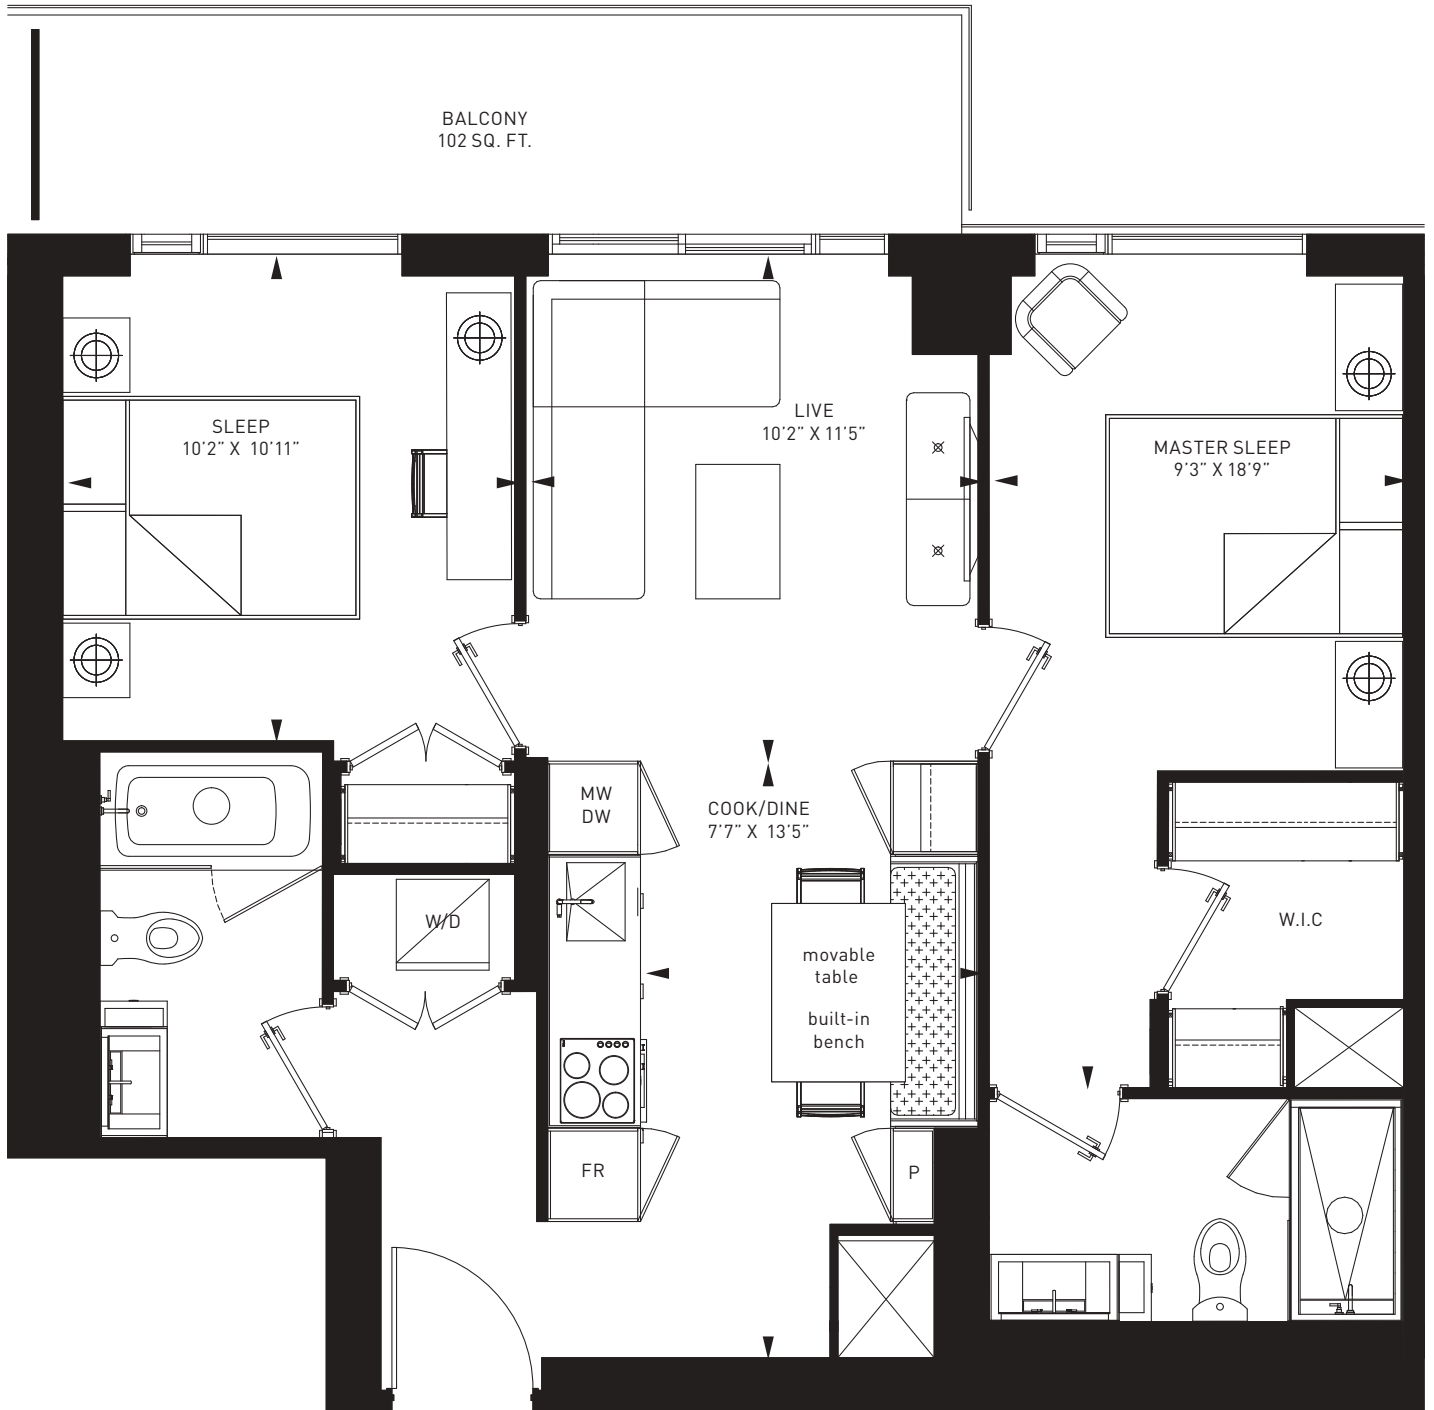 BALCONY
102 SQ. FT.
SLEEP
10'2" X 10'11"
LIVE
10'2" X 11'5"
MASTER SLEEP
9'3" X 18'9"
MW
DW
COOK/DINE
7'7" X 13'5"
W/D
movable
table
built-in
bench
W.I.C
FR
P